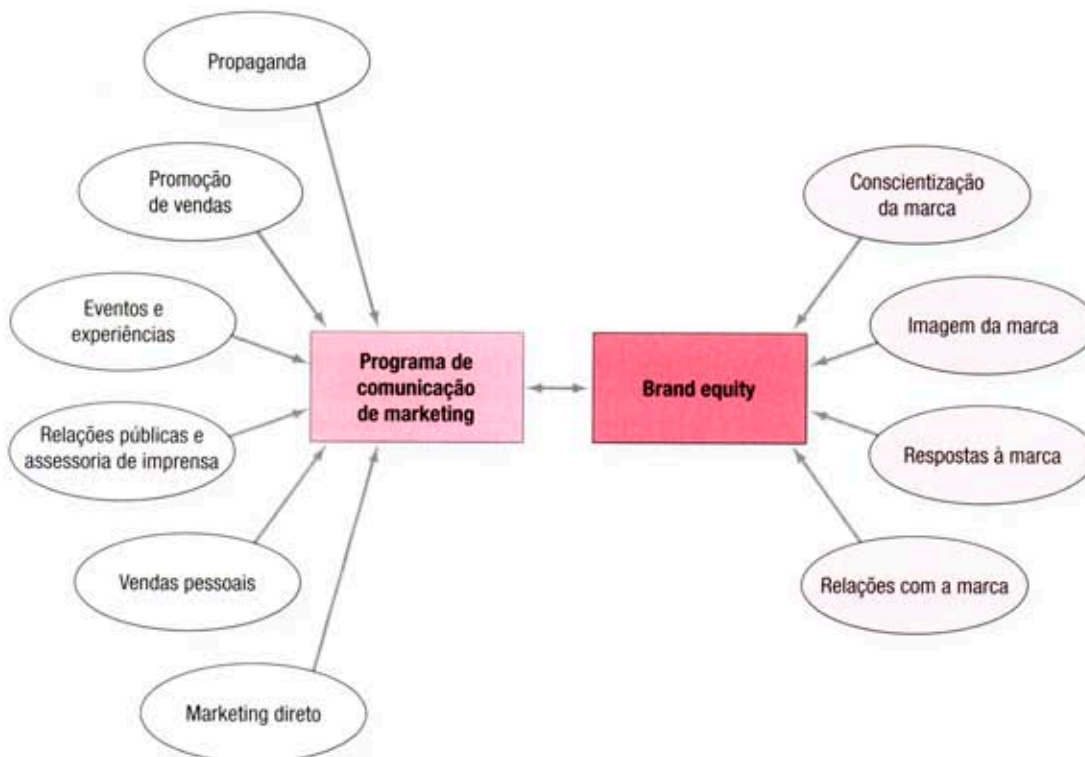 Propaganda
Promoção
de vendas
Eventos e
experiências
Relações públicas e
assessoria de imprensa
Vendas pessoais
Marketing direto
Programa de
comunicação
de marketing
Brand equity
Conscientização
da marca
Imagem da marca
Respostas à marca
Relações com a marca